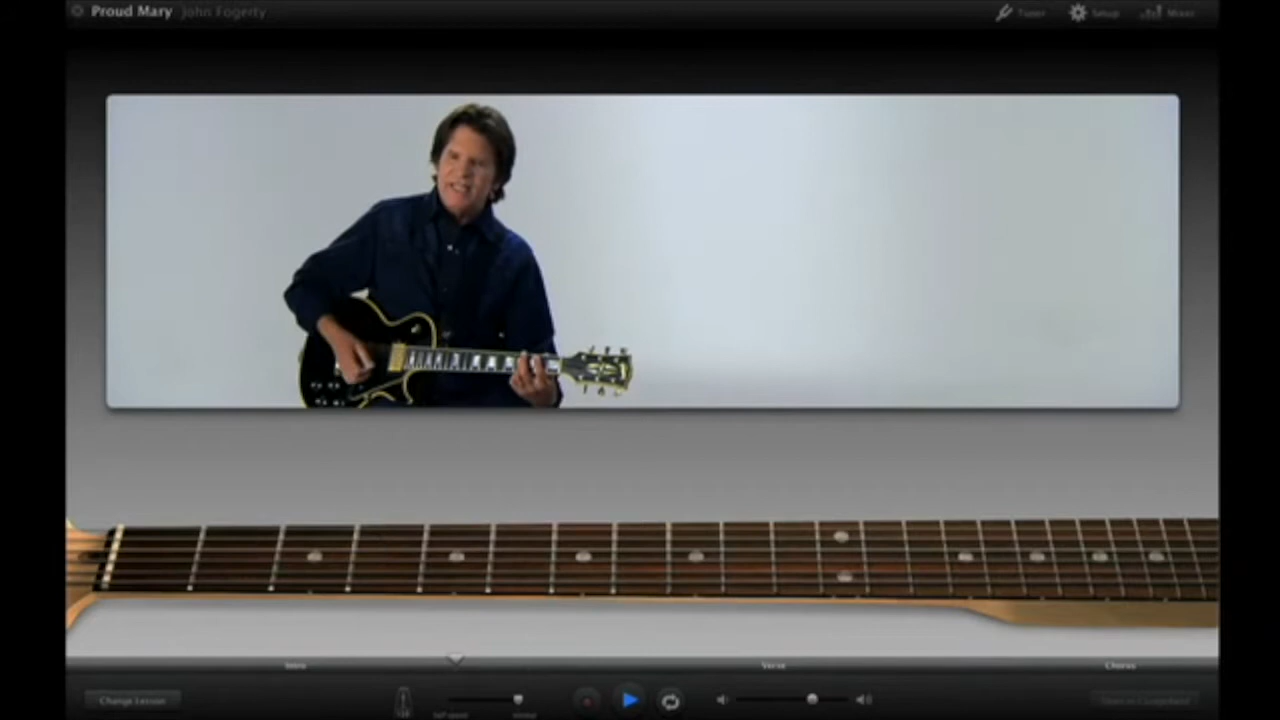 Proud Mary John Fogerty
Tuner Setup Mixer
Intro Verse Chorus
Change Lesson